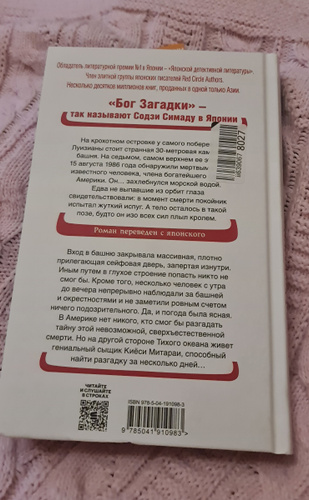 Обладатель литературной премии №1 в Японии – «Японской детективной литературы».
Член элитной группы японских писателей Red Circle Authors.
Несколько десятков миллионов книг, проданных в одной только Азии.
«Бог Загадки» –
так называют Содзи Симаду в Японии
На крохотном островке у самого побере
Луизианы стоит странная 30-метровая кам
башня. На седьмом, самом верхнем ее э
15 августа 1986 года обнаружили мертвым
известного человека, члена богатейшего
Америки. Он... захлебнулся морской водой.
Едва не выпавшие из орбит глаза
свидетельствовали: в момент смерти покойник
испытал жуткий испуг. А тело осталось в такой
позе, будто он изо всех сил плыл кролем.
Роман переведен с японского
Вход в башню закрывала массивная, плотно
прилегающая сейфовая дверь, запертая изнутри.
Иным путем в глухое строение попасть никто не
смог бы. Кроме того, несколько человек с утра
до вечера непрерывно наблюдали за башней
и окрестностями и не заметили ровным счетом
ничего подозрительного. Да, и погода была ясная.
В Америке нет никого, кто смог бы разгадать
тайну этой невозможной, сверхъестественной
смерти. Но на другой стороне Тихого океана живет
гениальный сыщик Киёси Митараи, способный
найти разгадку за несколько дней...
ЧИТАЙТЕ
И СЛУШАЙТЕ
В СТРОКАХ
ISBN 978-5-04-191098-3
9785041910983
8027